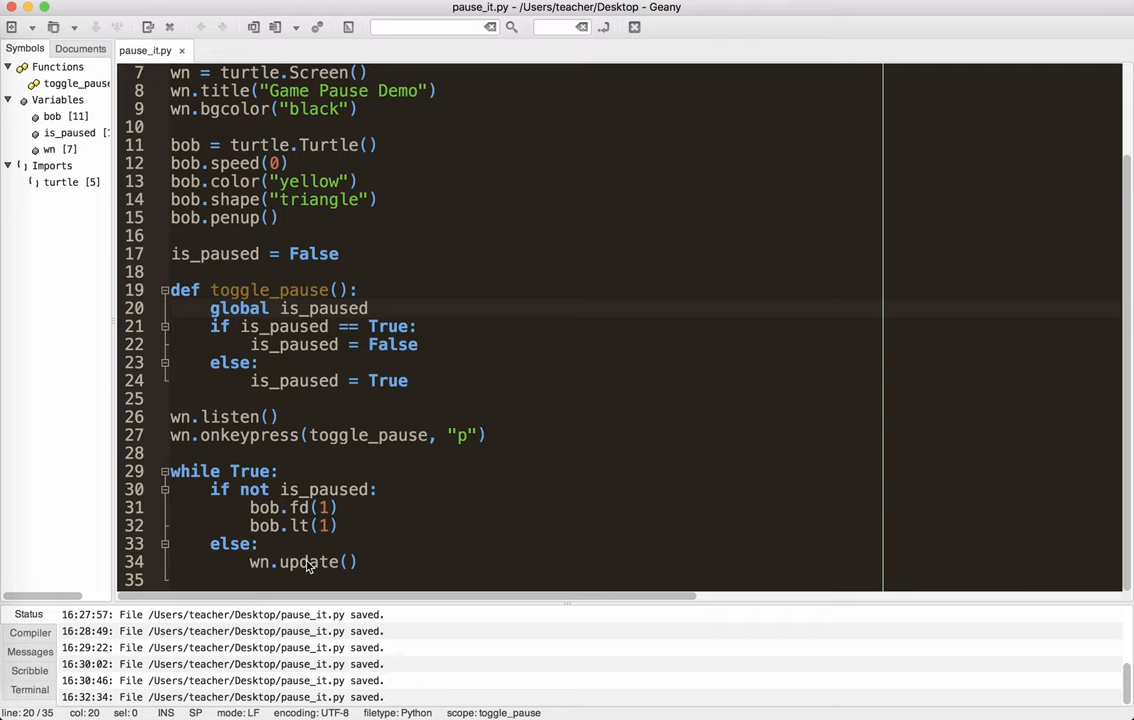 pause_it.py - /Users/teacher/Desktop - Geany
Symbols
Documents
pause_it.py ×
Functions
toggle_pause
Variables
bob [11]
is_paused [
wn [7]
Imports
turtle [5]
7 wn = turtle.Screen()
8 wn.title("Game Pause Demo")
9 wn.bgcolor("black")
10
11 bob = turtle.Turtle()
12 bob.speed(0)
13 bob.color("yellow")
14 bob.shape("triangle")
15 bob.penup()
16
17 is_paused = False
18
19 def toggle_pause():
20 global is_paused
21 if is_paused == True:
22 is_paused = False
23 else:
24 is_paused = True
25
26 wn.listen()
27 wn.onkeypress(toggle_pause, "p")
28
29 while True:
30 if not is_paused:
31 bob.fd(1)
32 bob.lt(1)
33 else:
34 wn.update()
35
Status
Compiler
Messages
Scribble
Terminal
16:27:57: File /Users/teacher/Desktop/pause_it.py saved.
16:28:49: File /Users/teacher/Desktop/pause_it.py saved.
16:29:22: File /Users/teacher/Desktop/pause_it.py saved.
16:30:02: File /Users/teacher/Desktop/pause_it.py saved.
16:30:46: File /Users/teacher/Desktop/pause_it.py saved.
16:32:34: File /Users/teacher/Desktop/pause_it.py saved.
line: 20 / 35 col: 20 sel: 0 INS SP mode: LF encoding: UTF-8 filetype: Python scope: toggle_pause